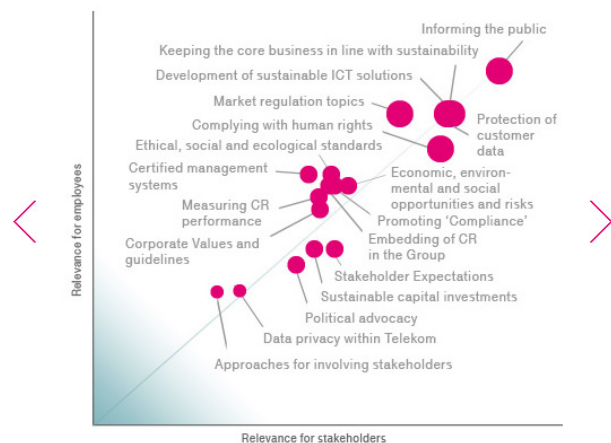 Informing the public
Keeping the core business in line with sustainability
Development of sustainable ICT solutions
Market regulation topics
Protection of
customer
data
Complying with human rights
Ethical, social and ecological standards
Certified management
systems
Economic, environ-
mental and social
opportunities and risks
Measuring CR
performance
Promoting ‘Compliance’
Embedding of CR
in the Group
Corporate Values and
guidelines
Stakeholder Expectations
Sustainable capital investments
Political advocacy
Data privacy within Telekom
Approaches for involving stakeholders
Relevance for employees
Relevance for stakeholders